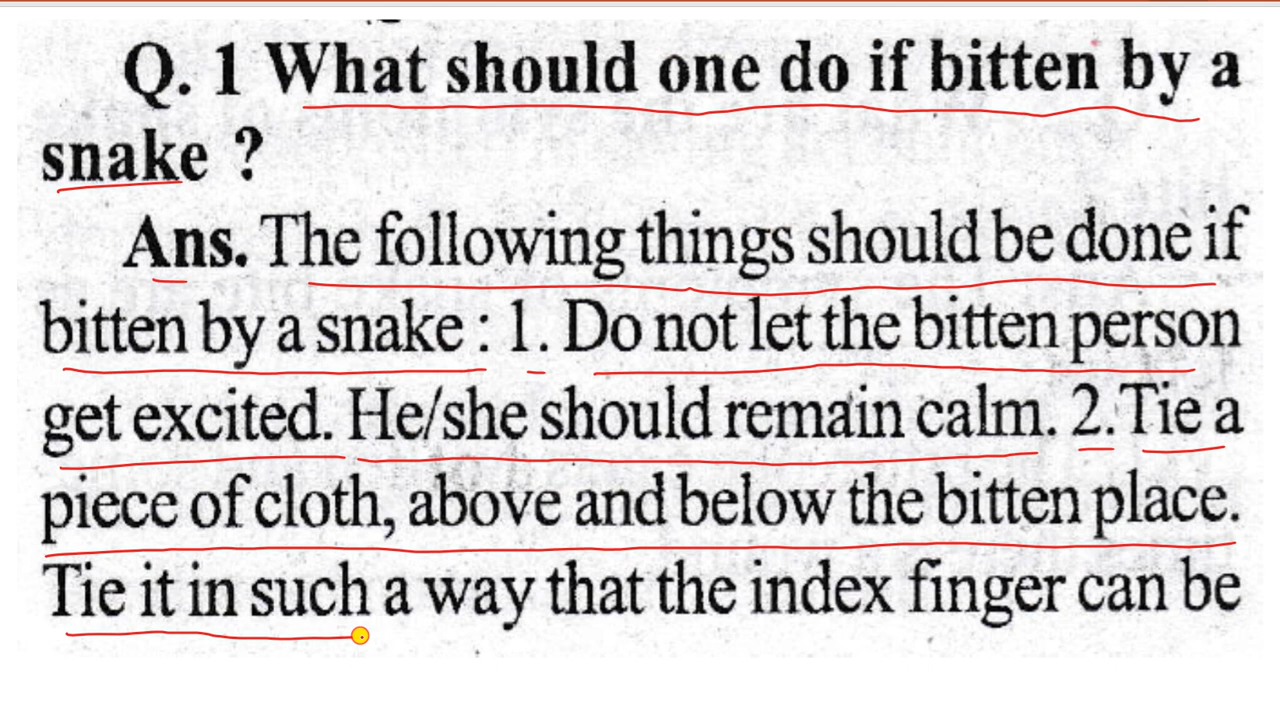 Q. 1 What should one do if bitten by a
snake ?
Ans. The following things should be done if
bitten by a snake : 1. Do not let the bitten person
get excited. He/she should remain calm. 2. Tie a
piece of cloth, above and below the bitten place.
Tie it in such a way that the index finger can be